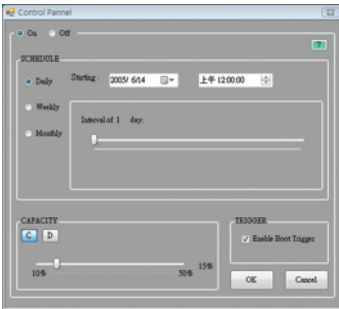 Control Pannel
On Off
?
SCHEDULE
Daily Starting : 2005/ 6/14 上午 12:00:00
Weekly
Monthly
Interval of 1 day.
CAPACITY
C D
10% 50% 15%
TRIGGER
Enable Boot Trigger
OK Cancel